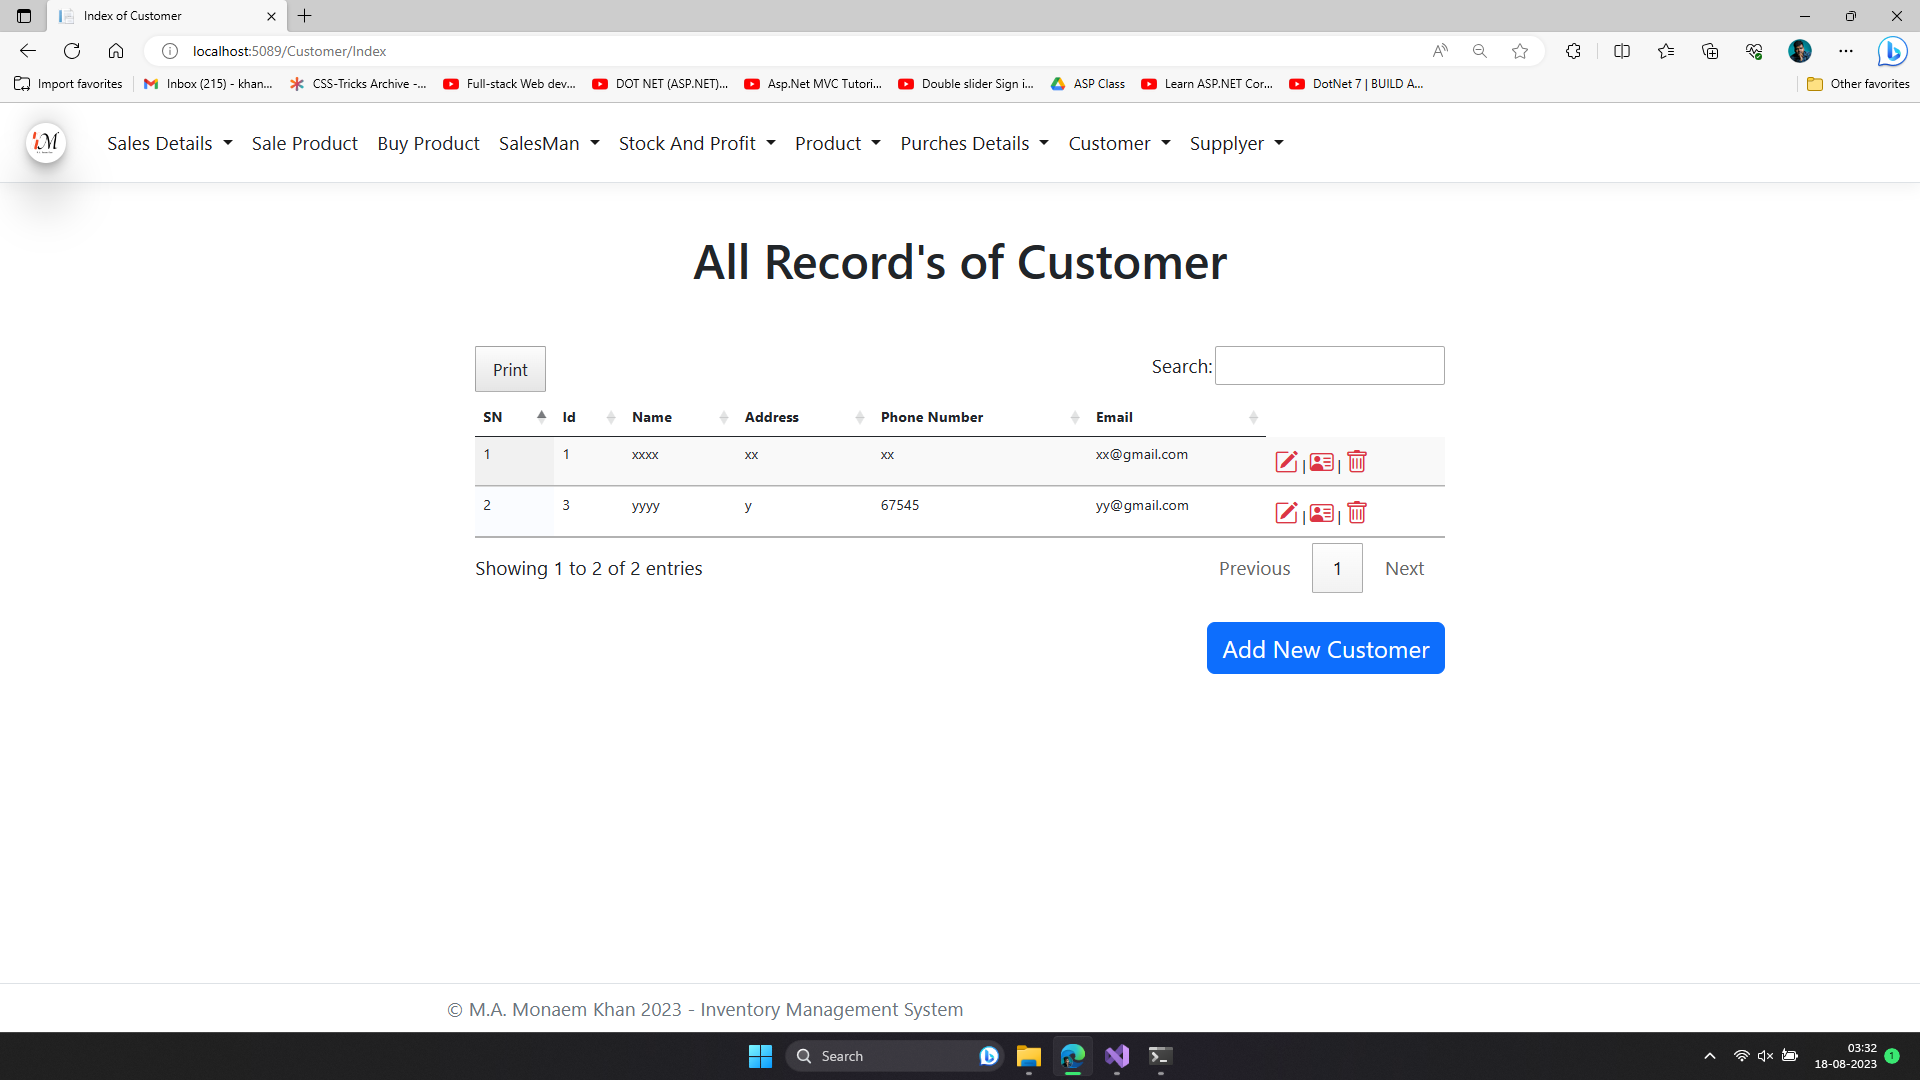 Index of Customer
localhost:5089/Customer/Index
Import favorites
Inbox (215) - khan...
CSS-Tricks Archive -...
Full-stack Web dev...
DOT NET (ASP.NET)...
Asp.Net MVC Tutori...
Double slider Sign i...
ASP Class
Learn ASP.NET Cor...
DotNet 7 | BUILD A...
Other favorites
Sales Details Sale Product Buy Product SalesMan Stock And Profit Product Purches Details Customer Supplyer
All Record's of Customer
Print
Search:
SN Id Name Address Phone Number Email
1 1 xxxx xx xx xx@gmail.com | |
2 3 yyyy y 67545 yy@gmail.com | |
Showing 1 to 2 of 2 entries
Previous 1 Next
Add New Customer
© M.A. Monaem Khan 2023 - Inventory Management System
Search
03:32
18-08-2023
1